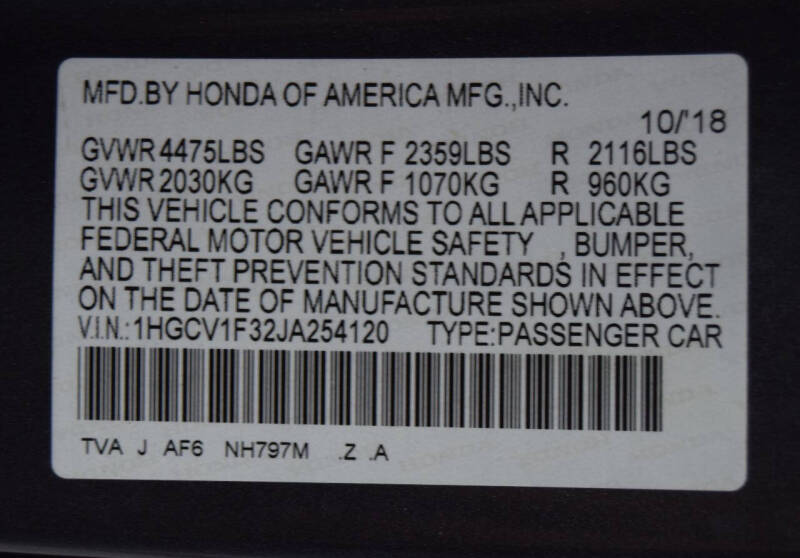 MFD.BY HONDA OF AMERICA MFG.,INC.
10/'18
GVWR 4475LBS GAWR F 2359LBS R 2116LBS
GVWR 2030KG GAWR F 1070KG R 960KG
THIS VEHICLE CONFORMS TO ALL APPLICABLE
FEDERAL MOTOR VEHICLE SAFETY , BUMPER,
AND THEFT PREVENTION STANDARDS IN EFFECT
ON THE DATE OF MANUFACTURE SHOWN ABOVE.
V.I.N.:1HGCV1F32JA254120 TYPE:PASSENGER CAR
TVA J AF6 NH797M .Z .A